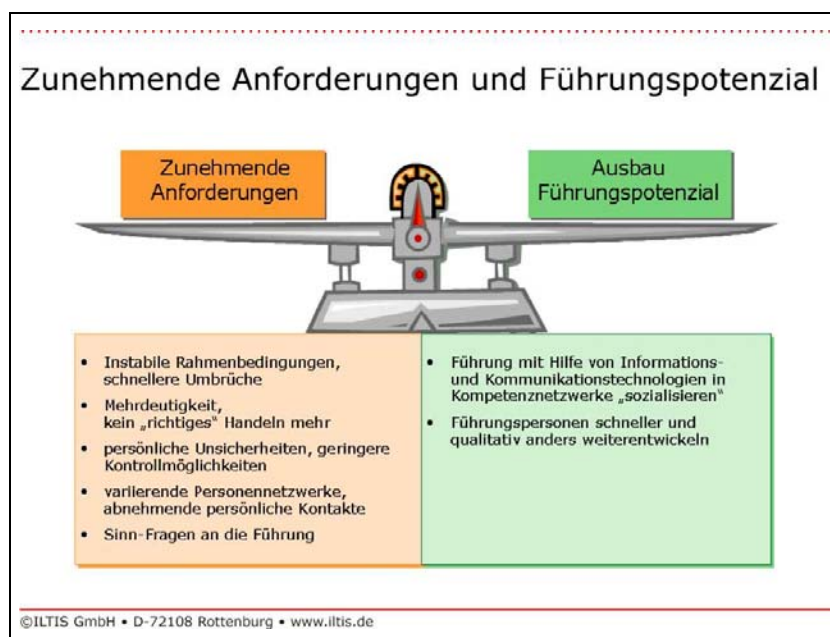 Zunehmende Anforderungen und Führungspotenzial
Zunehmende
Anforderungen
Ausbau
Führungspotenzial
• Instabile Rahmenbedingungen,
schnellere Umbrüche
• Mehrdeutigkeit,
kein „richtiges“ Handeln mehr
• persönliche Unsicherheiten, geringere
Kontrollmöglichkeiten
• variierende Personennetzwerke,
abnehmende persönliche Kontakte
• Sinn-Fragen an die Führung
• Führung mit Hilfe von Informations-
und Kommunikationstechnologien in
Kompetenznetzwerke „sozialisieren“
• Führungspersonen schneller und
qualitativ anders weiterentwickeln
©ILTIS GmbH • D-72108 Rottenburg • www.iltis.de